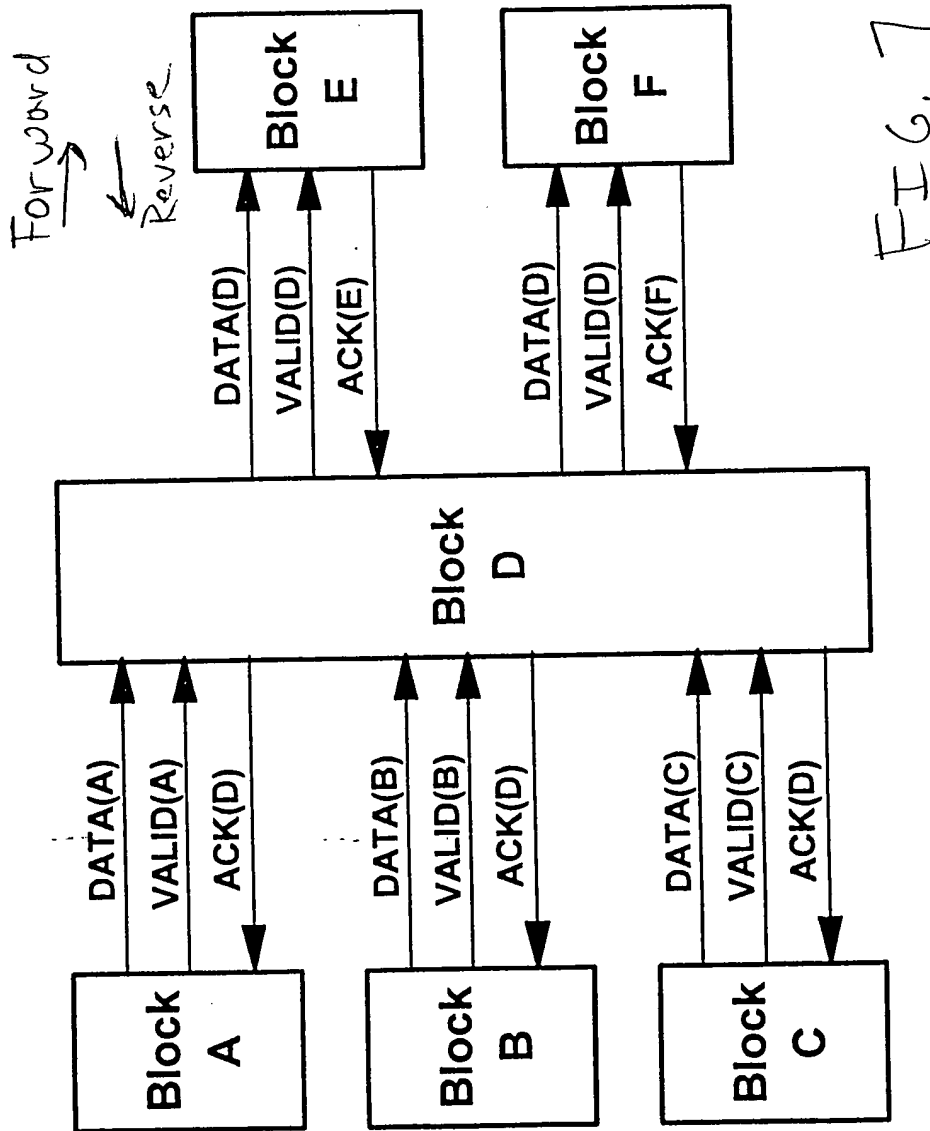 Forward
Reverse
Block
A
DATA(A)
VALID(A)
ACK(D)
Block
B
DATA(B)
VALID(B)
ACK(D)
Block
C
DATA(C)
VALID(C)
ACK(D)
Block
D
DATA(D)
VALID(D)
ACK(E)
Block
E
DATA(D)
VALID(D)
ACK(F)
Block
F
FIG. 7